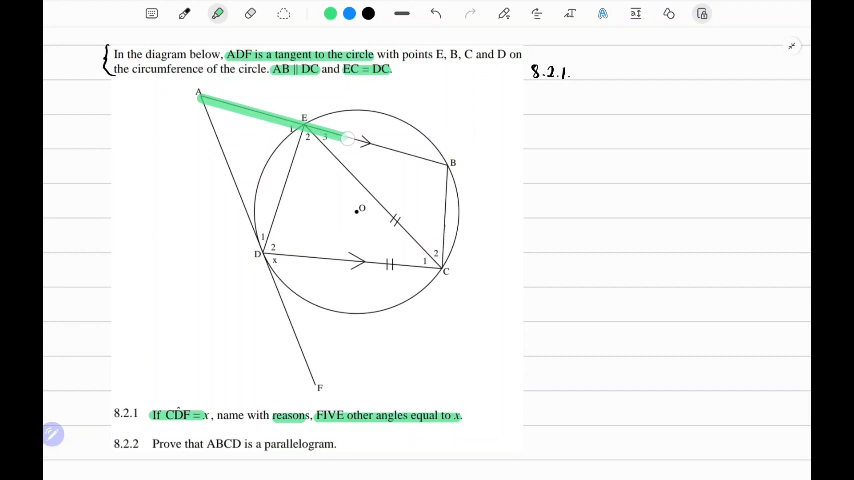 In the diagram below, ADF is a tangent to the circle with points E, B, C and D on
the circumference of the circle. AB || DC and EC = DC.
8.2.1.
A
E
1
2
3
B
O
1
D
2
x
2
1
C
F
8.2.1 If CD̂F = x, name with reasons, FIVE other angles equal to x.
8.2.2 Prove that ABCD is a parallelogram.